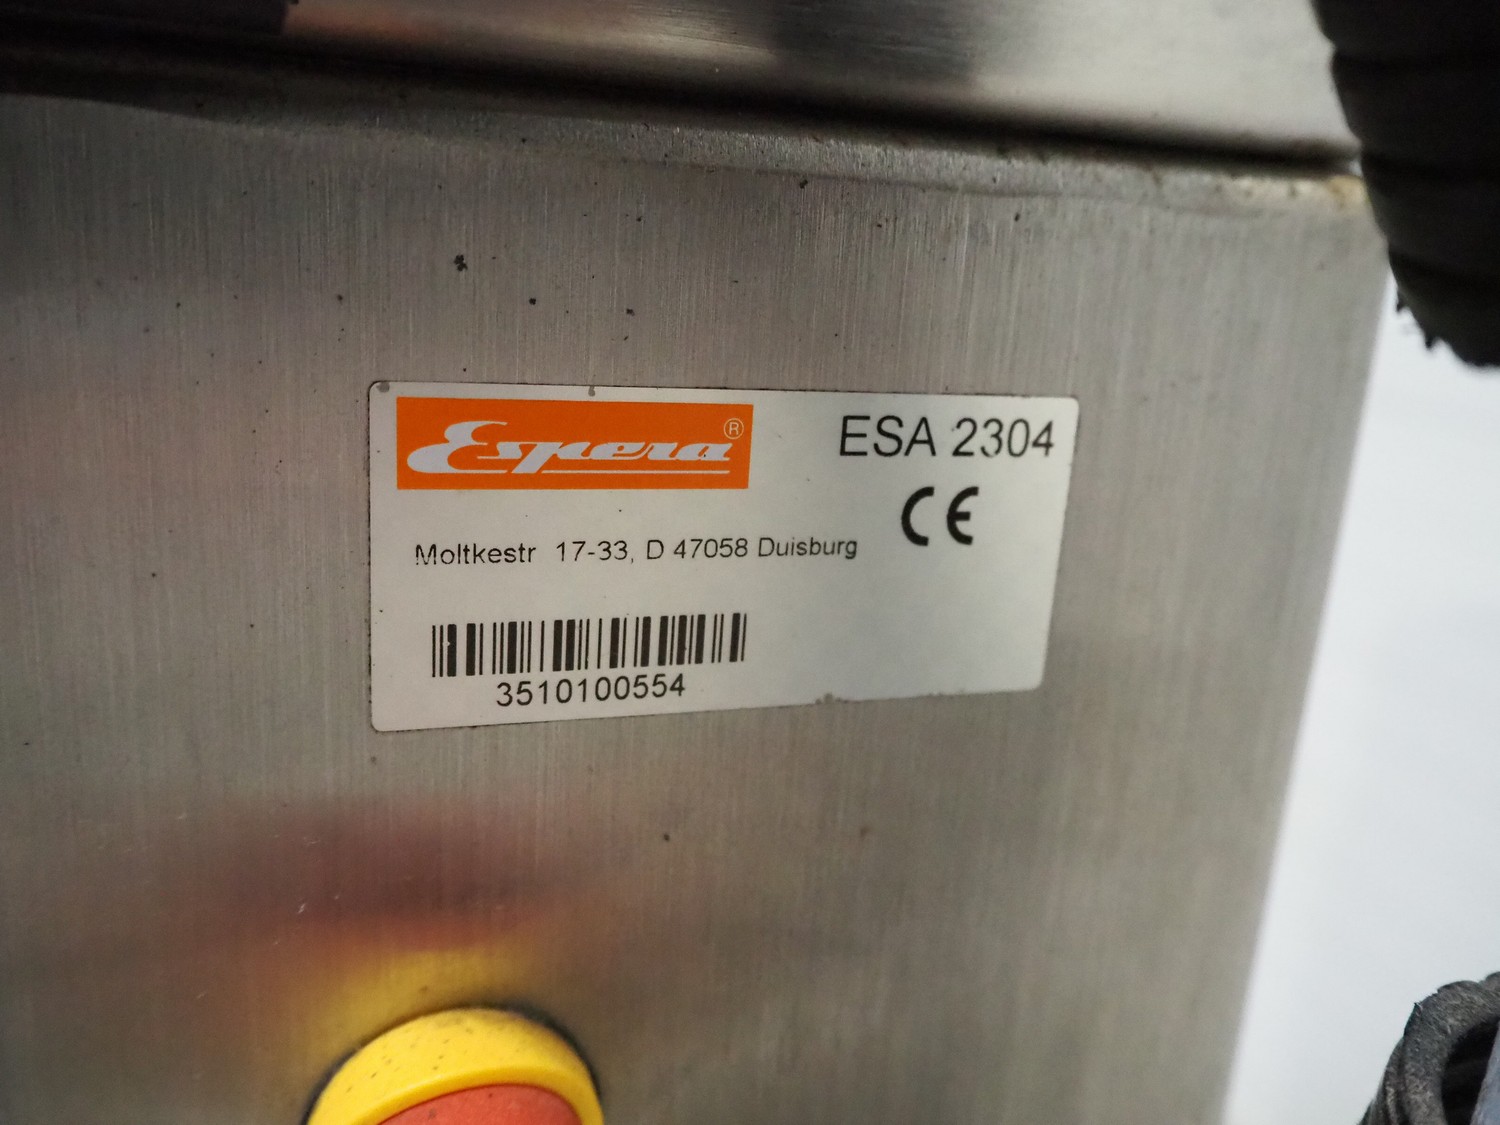 Espera®
ESA 2304
CE
Moltkestr 17-33, D 47058 Duisburg
3510100554